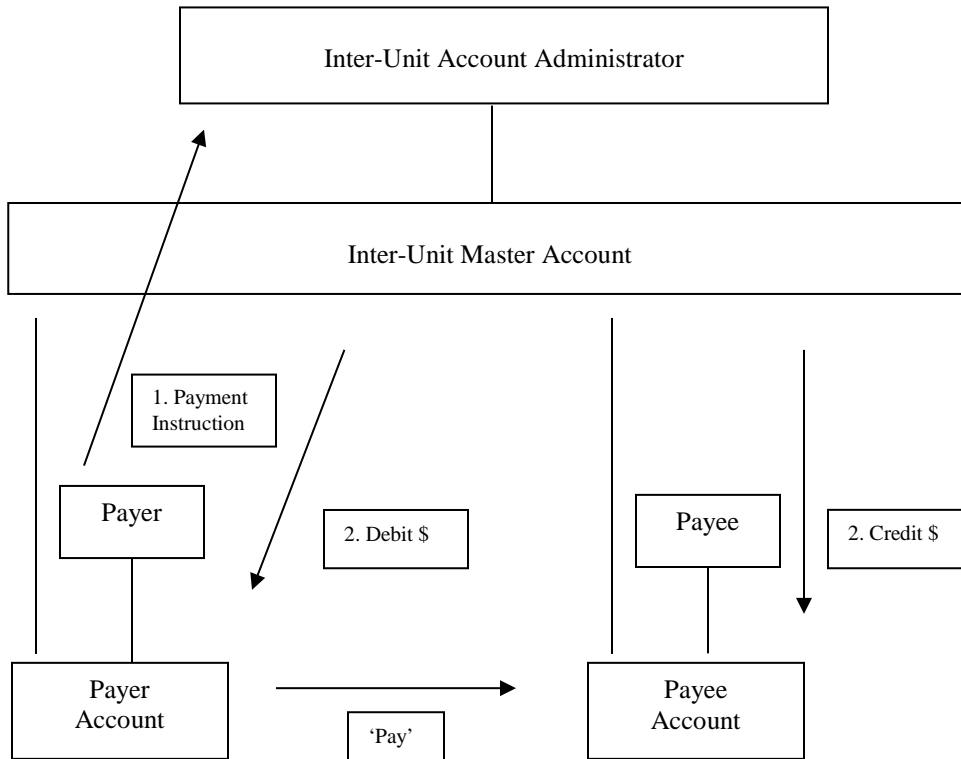 Inter-Unit Account Administrator
Inter-Unit Master Account
1. Payment
Instruction
Payer
2. Debit $
Payee
2. Credit $
Payer
Account
‘Pay’
Payee
Account